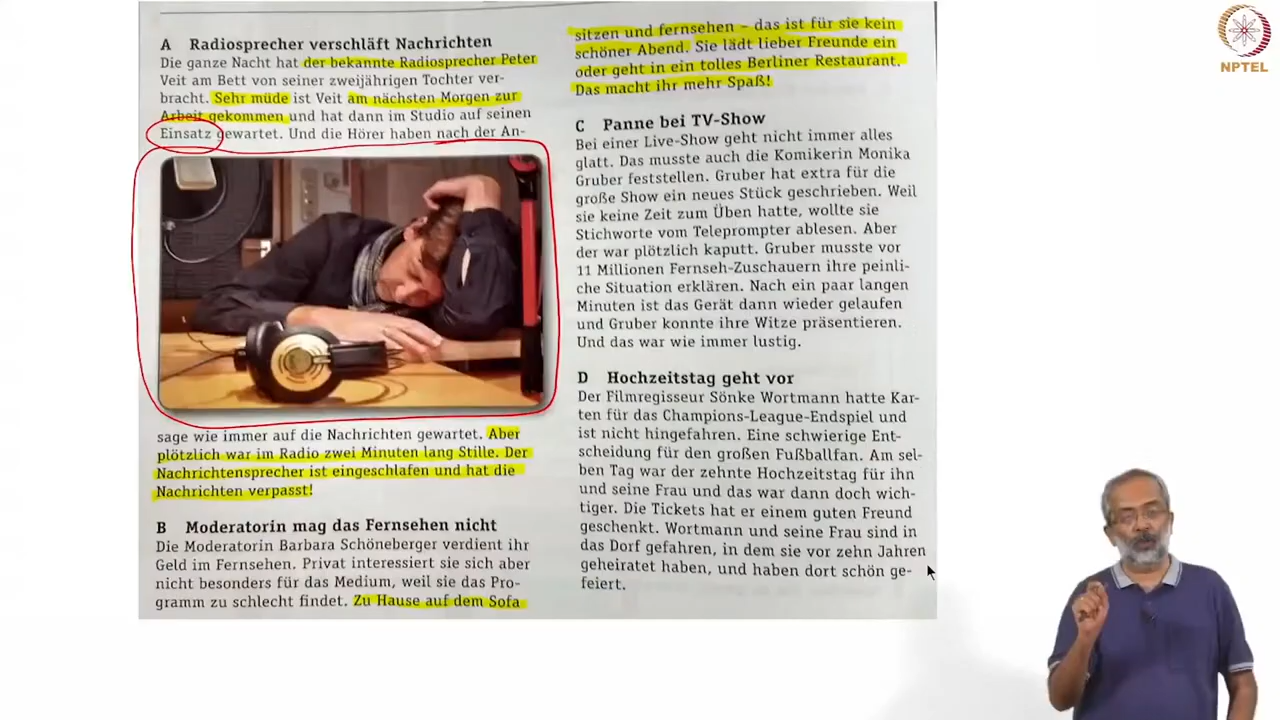 A Radiosprecher verschläft Nachrichten
Die ganze Nacht hat der bekannte Radiosprecher Peter
Veit am Bett von seiner zweijährigen Tochter ver-
bracht. Sehr müde ist Veit am nächsten Morgen zur
Arbeit gekommen und hat dann im Studio auf seinen
Einsatz gewartet. Und die Hörer haben nach der An-
sage wie immer auf die Nachrichten gewartet. Aber
plötzlich war im Radio zwei Minuten lang Stille. Der
Nachrichtensprecher ist eingeschlafen und hat die
Nachrichten verpasst!
B Moderatorin mag das Fernsehen nicht
Die Moderatorin Barbara Schöneberger verdient ihr
Geld im Fernsehen. Privat interessiert sie sich aber
nicht besonders für das Medium, weil sie das Pro-
gramm zu schlecht findet. Zu Hause auf dem Sofa
sitzen und fernsehen – das ist für sie kein
schöner Abend. Sie lädt lieber Freunde ein
oder geht in ein tolles Berliner Restaurant.
Das macht ihr mehr Spaß!
C Panne bei TV-Show
Bei einer Live-Show geht nicht immer alles
glatt. Das musste auch die Komikerin Monika
Gruber feststellen. Gruber hat extra für die
große Show ein neues Stück geschrieben. Weil
sie keine Zeit zum Üben hatte, wollte sie
Stichworte vom Teleprompter ablesen. Aber
der war plötzlich kaputt. Gruber musste vor
11 Millionen Fernseh-Zuschauern ihre peinli-
che Situation erklären. Nach ein paar langen
Minuten ist das Gerät dann wieder gelaufen
und Gruber konnte ihre Witze präsentieren.
Und das war wie immer lustig.
D Hochzeitstag geht vor
Der Filmregisseur Sönke Wortmann hatte Kar-
ten für das Champions-League-Endspiel und
ist nicht hingefahren. Eine schwierige Ent-
scheidung für den großen Fußballfan. Am sel-
ben Tag war der zehnte Hochzeitstag für ihn
und seine Frau und das war dann doch wich-
tiger. Die Tickets hat er einem guten Freund
geschenkt. Wortmann und seine Frau sind in
das Dorf gefahren, in dem sie vor zehn Jahren
geheiratet haben, und haben dort schön ge-
feiert.
NPTEL